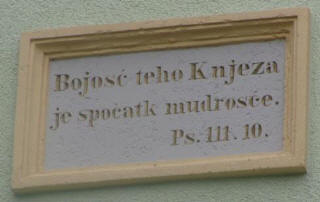 Bojosć teho Knjeza
je spočatk mudrosće.
Ps. 111. 10.